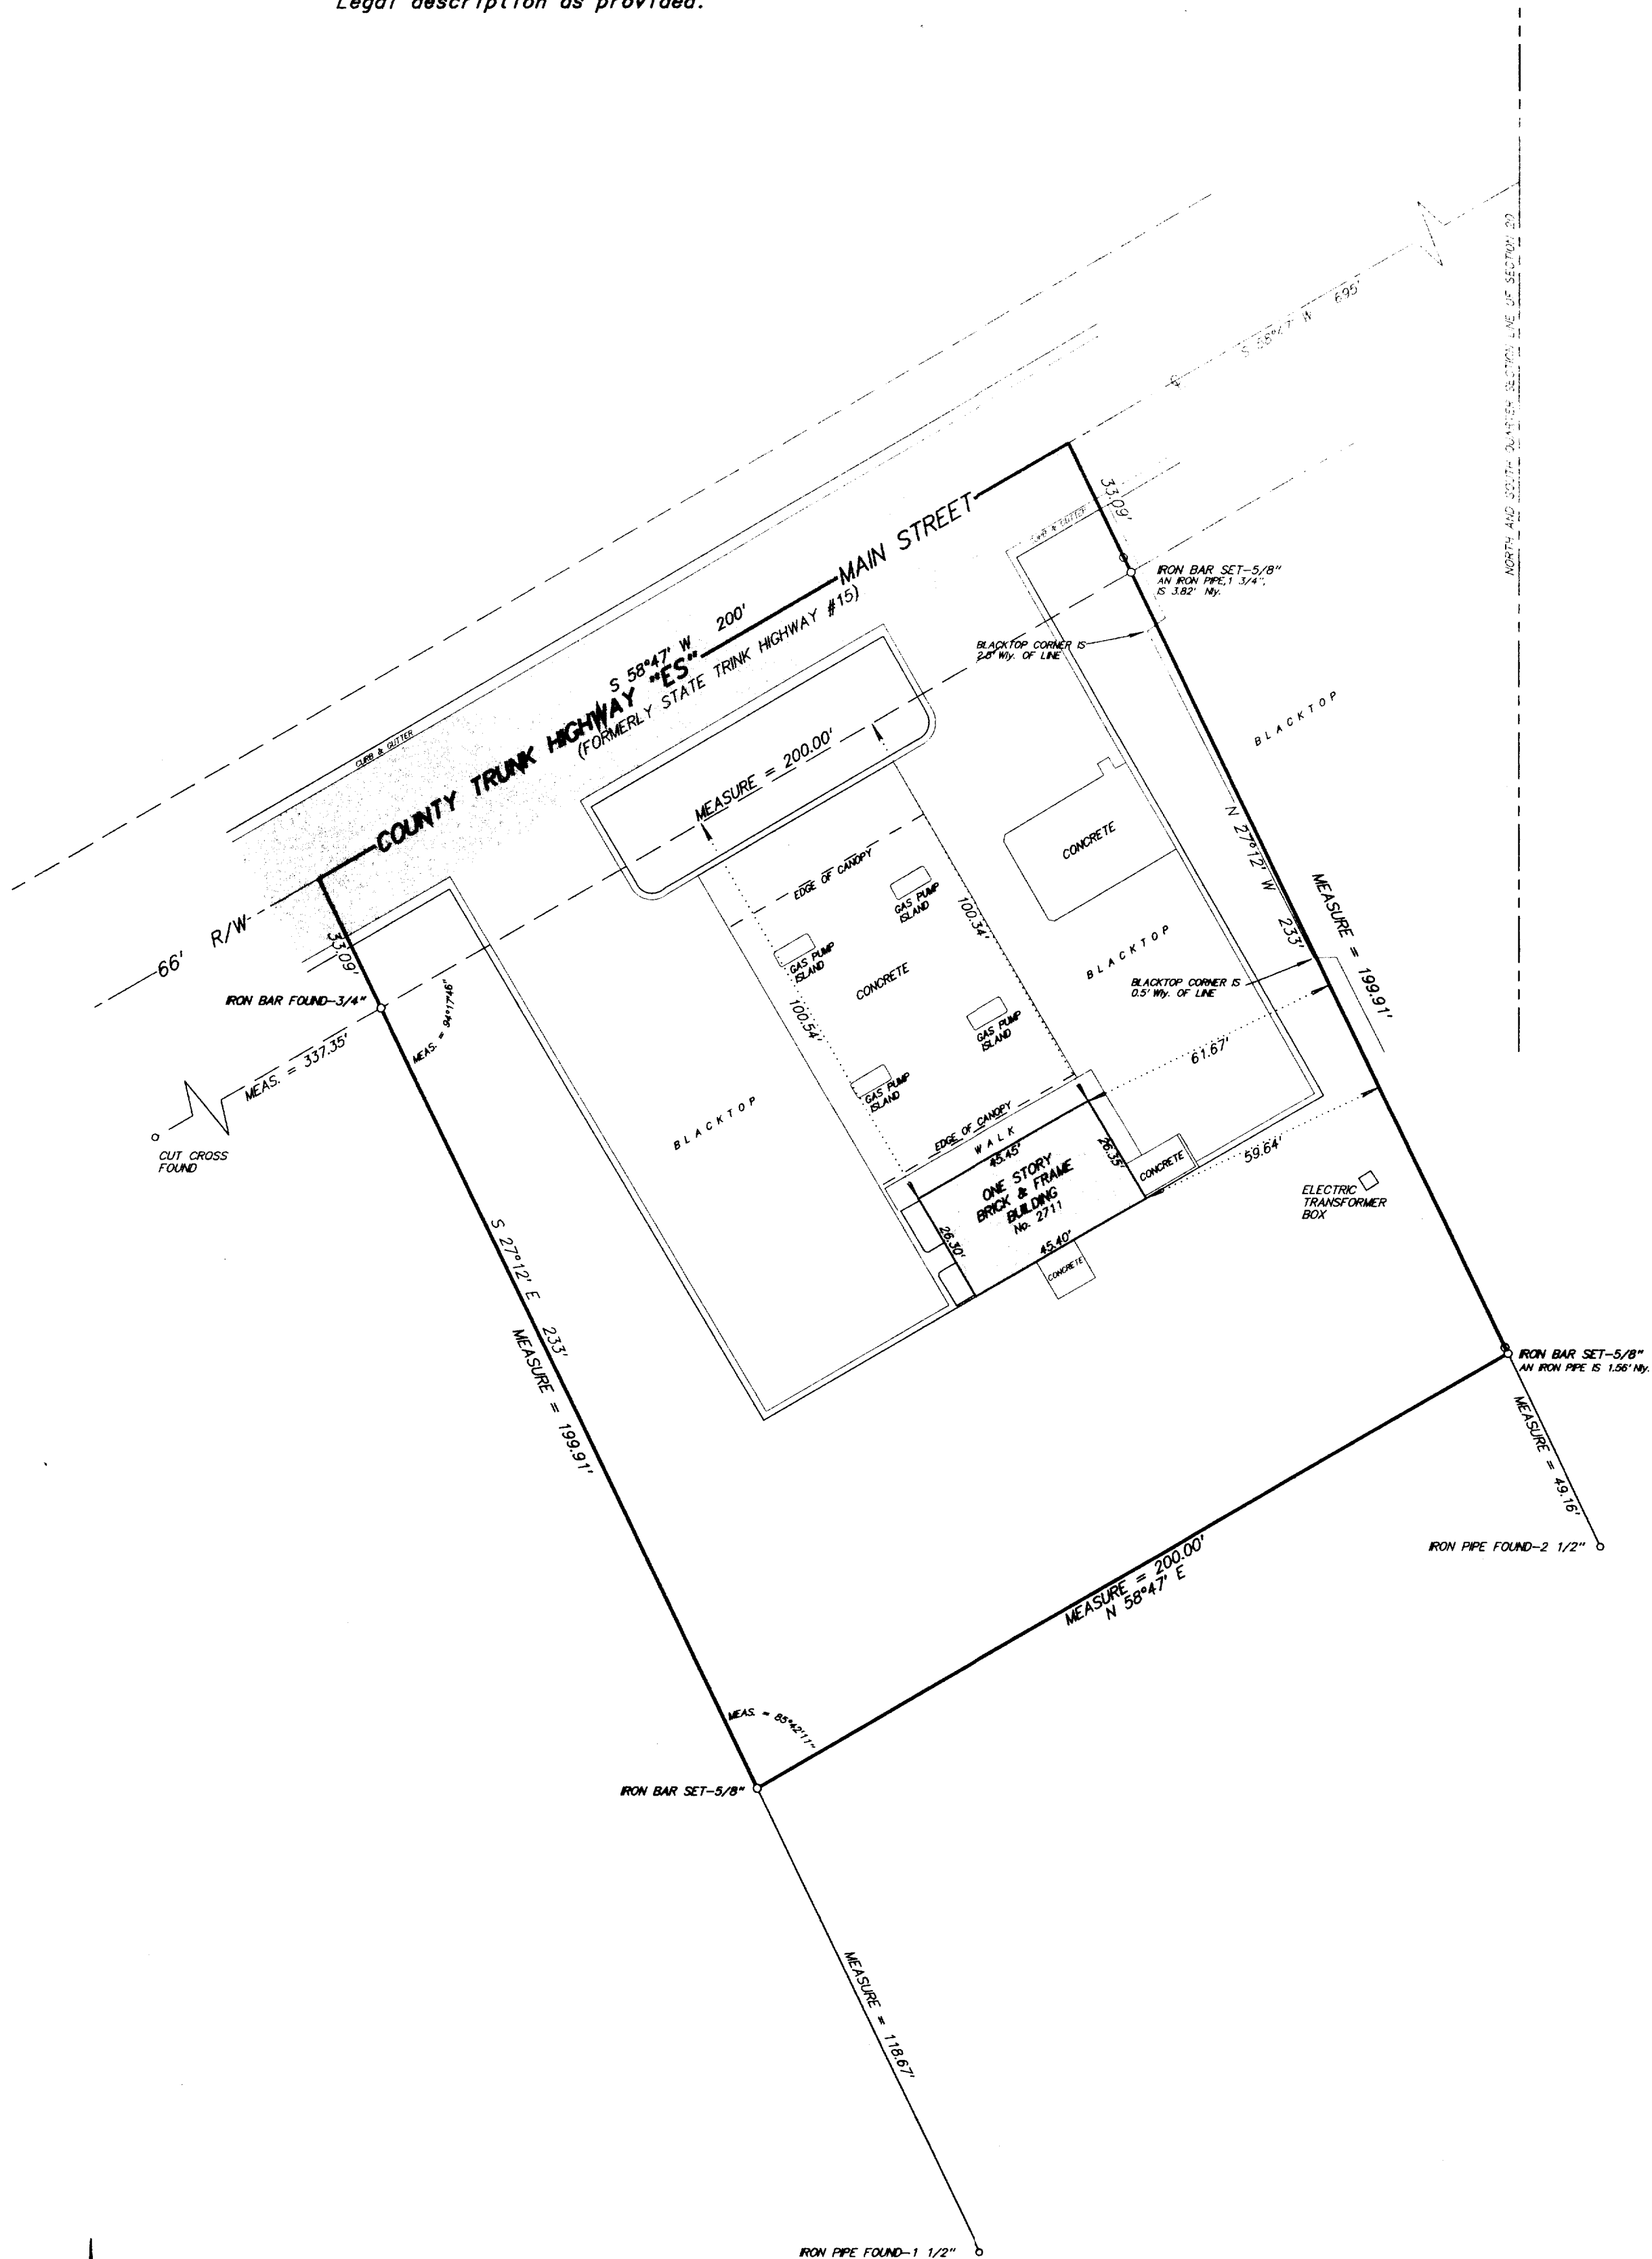 Legal description as provided.
NORTH AND SOUTH QUARTER SECTION LINE OF SECTION 20
S 58°47' W 695'
33.09'
CURB & GUTTER
IRON BAR SET-5/8"
AN IRON PIPE,1 3/4",
IS 3.82' Nly.
MAIN STREET
S 58°47' W 200'
COUNTY TRUNK HIGHWAY "ES"
(FORMERLY STATE TRINK HIGHWAY #15)
BLACKTOP CORNER IS
Wly. OF LINE
BLACKTOP
CURB & GUTTER
MEASURE = 200.00'
66' R/W
33.09'
IRON BAR FOUND-3/4"
MEAS. = 94°17'46"
MEAS. = 337.35'
CUT CROSS
FOUND
EDGE OF CANOPY
GAS PUMP
ISLAND
GAS PUMP
ISLAND
CONCRETE
GAS PUMP
ISLAND
GAS PUMP
ISLAND
100.34'
100.54'
CONCRETE
BLACKTOP
N 27°12' W 233'
MEASURE = 199.91'
BLACKTOP CORNER IS
0.5' Wly. OF LINE
61.67'
59.64'
BLACKTOP
EDGE OF CANOPY
WALK
45.45'
26.35'
ONE STORY
BRICK & FRAME
BUILDING
No. 2711
26.30'
45.40'
CONCRETE
CONCRETE
ELECTRIC
TRANSFORMER
BOX
S 27°12' E 233'
MEASURE = 199.91'
IRON BAR SET-5/8"
AN IRON PIPE IS 1.56' Nly.
MEASURE = 49.16'
IRON PIPE FOUND-2 1/2"
MEASURE = 200.00'
N 58°47' E
MEAS. = 85°42'11"
IRON BAR SET-5/8"
MEASURE = 118.67'
IRON PIPE FOUND-1 1/2"